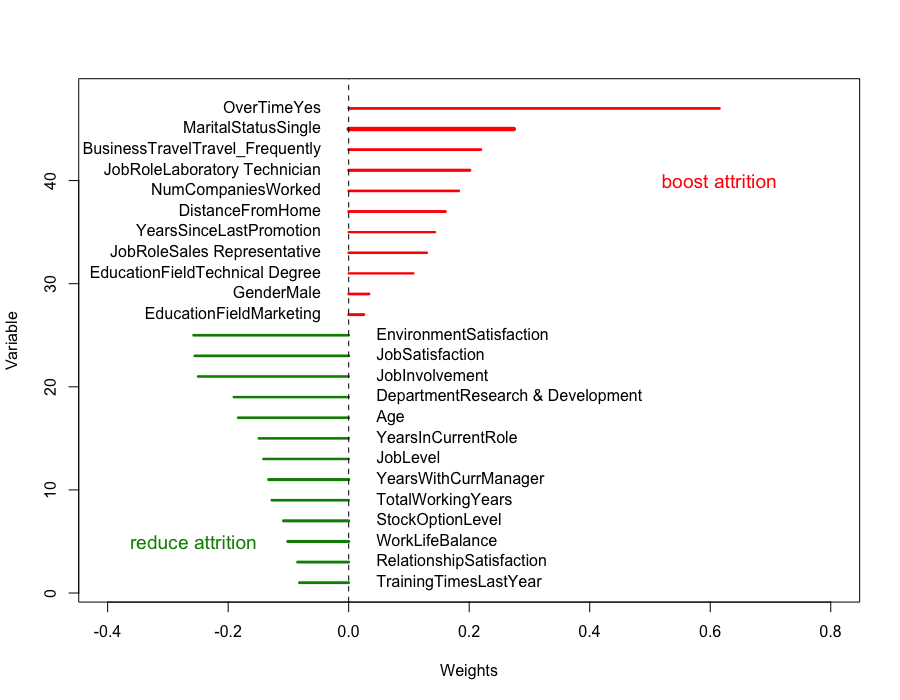 OverTimeYes
MaritalStatusSingle
BusinessTravelTravel_Frequently
JobRoleLaboratory Technician
NumCompaniesWorked
DistanceFromHome
YearsSinceLastPromotion
JobRoleSales Representative
EducationFieldTechnical Degree
GenderMale
EducationFieldMarketing
boost attrition
EnvironmentSatisfaction
JobSatisfaction
JobInvolvement
DepartmentResearch & Development
Age
YearsInCurrentRole
JobLevel
YearsWithCurrManager
TotalWorkingYears
StockOptionLevel
WorkLifeBalance
RelationshipSatisfaction
TrainingTimesLastYear
reduce attrition
Variable
40
30
20
10
0
-0.4 -0.2 0.0 0.2 0.4 0.6 0.8
Weights